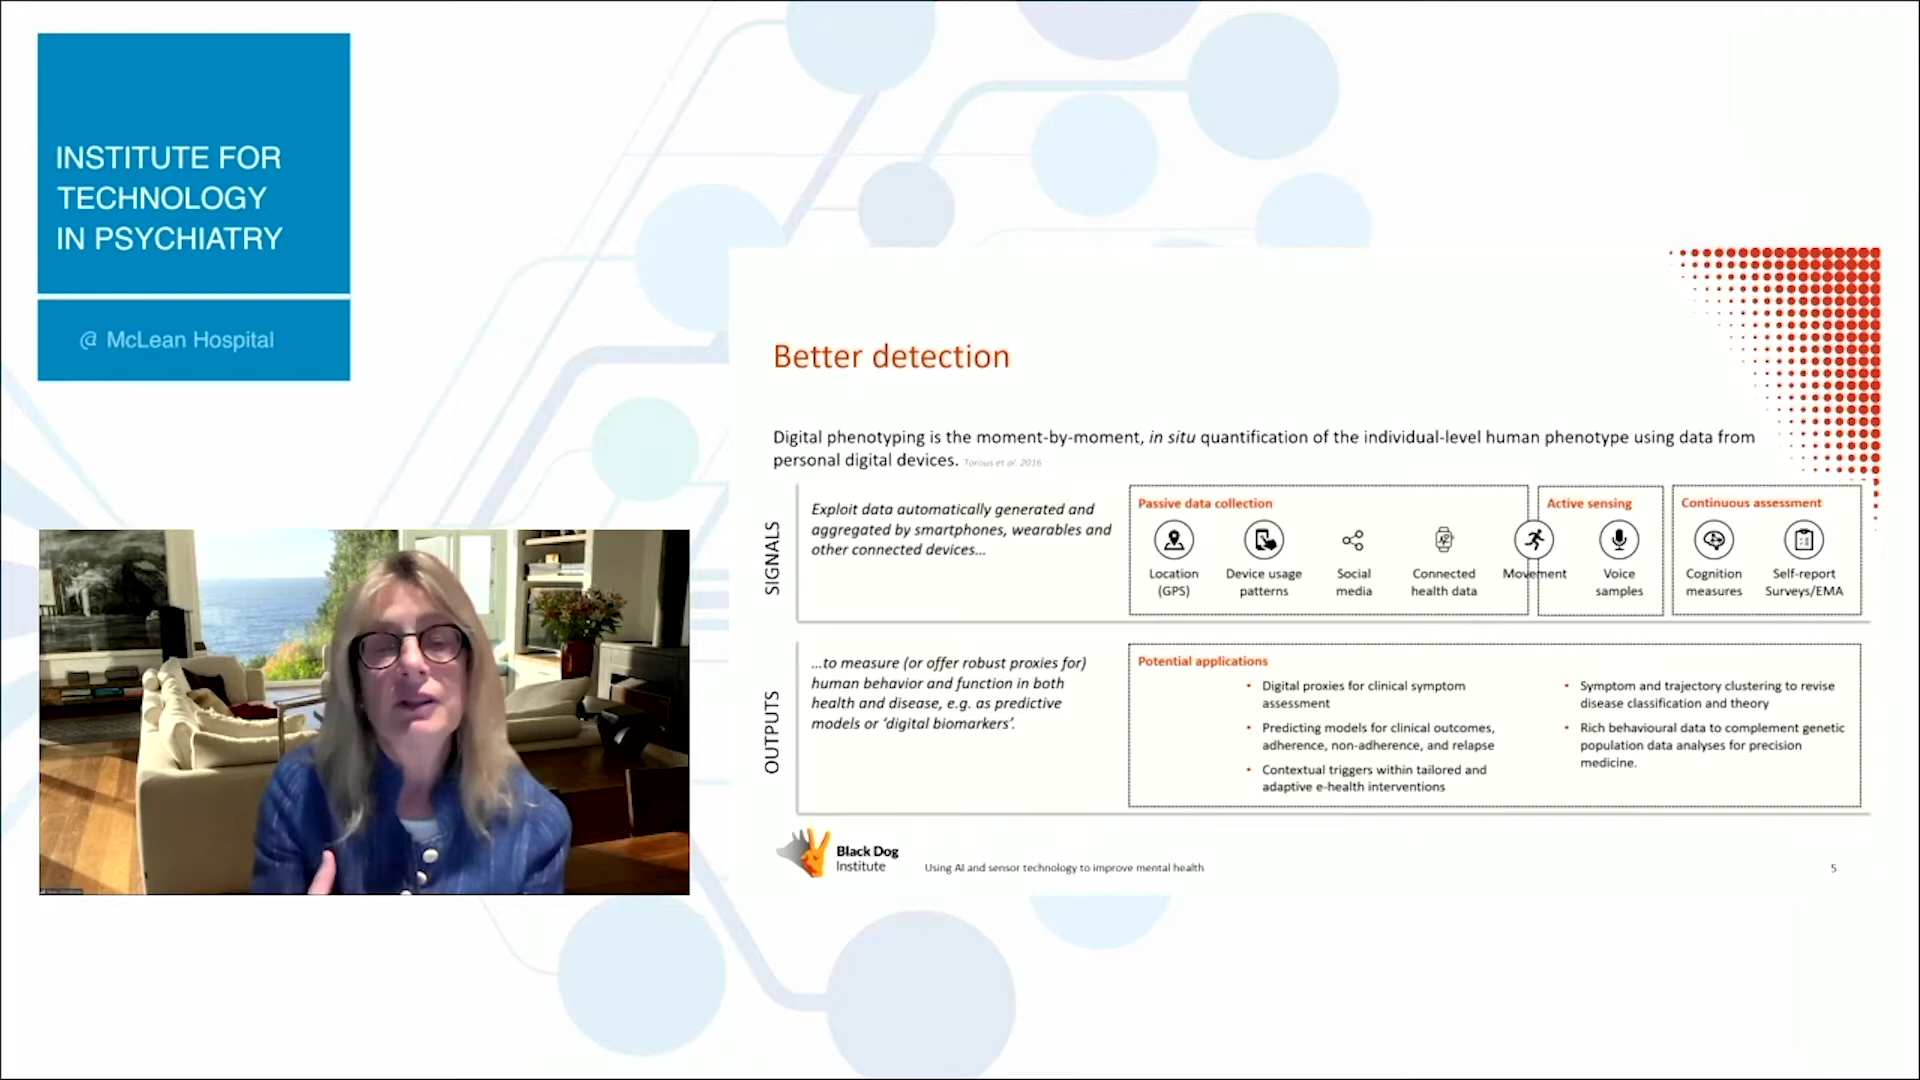 INSTITUTE FOR
TECHNOLOGY
IN PSYCHIATRY
@ McLean Hospital
Better detection
Digital phenotyping is the moment-by-moment, in situ quantification of the individual-level human phenotype using data from
personal digital devices. Torous et al. 2016
SIGNALS
Exploit data automatically generated and
aggregated by smartphones, wearables and
other connected devices...
Passive data collection
Location
(GPS)
Device usage
patterns
Social
media
Connected
health data
Movement
Active sensing
Voice
samples
Continuous assessment
Cognition
measures
Self-report
Surveys/EMA
OUTPUTS
...to measure (or offer robust proxies for)
human behavior and function in both
health and disease, e.g. as predictive
models or ‘digital biomarkers’.
Potential applications
• Digital proxies for clinical symptom
assessment
• Predicting models for clinical outcomes,
adherence, non-adherence, and relapse
• Contextual triggers within tailored and
adaptive e-health interventions
• Symptom and trajectory clustering to revise
disease classification and theory
• Rich behavioural data to complement genetic
population data analyses for precision
medicine.
Black Dog
Institute
Using AI and sensor technology to improve mental health
5